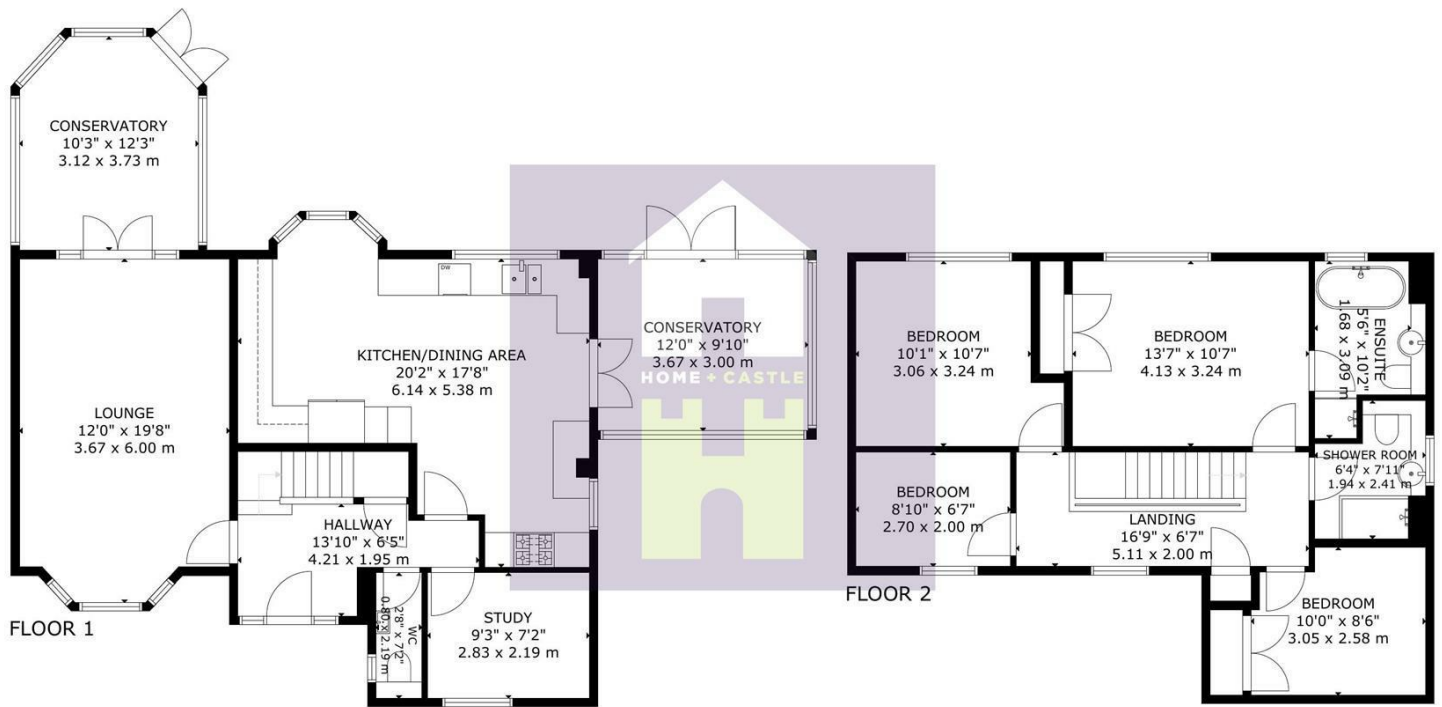 CONSERVATORY
10'3" x 12'3"
3.12 x 3.73 m
DW
CONSERVATORY
12'0" x 9'10"
3.67 x 3.00 m
HOME + CASTLE
KITCHEN/DINING AREA
20'2" x 17'8"
6.14 x 5.38 m
LOUNGE
12'0" x 19'8"
3.67 x 6.00 m
HALLWAY
13'10" x 6'5"
4.21 x 1.95 m
WC
2'8" x 7'2"
0.80 x 2.19 m
STUDY
9'3" x 7'2"
2.83 x 2.19 m
FLOOR 1
BEDROOM
10'1" x 10'7"
3.06 x 3.24 m
BEDROOM
13'7" x 10'7"
4.13 x 3.24 m
ENSUITE
5'6" x 10'2"
1.68 x 3.09 m
SHOWER ROOM
6'4" x 7'11"
1.94 x 2.41 m
BEDROOM
8'10" x 6'7"
2.70 x 2.00 m
LANDING
16'9" x 6'7"
5.11 x 2.00 m
BEDROOM
10'0" x 8'6"
3.05 x 2.58 m
FLOOR 2